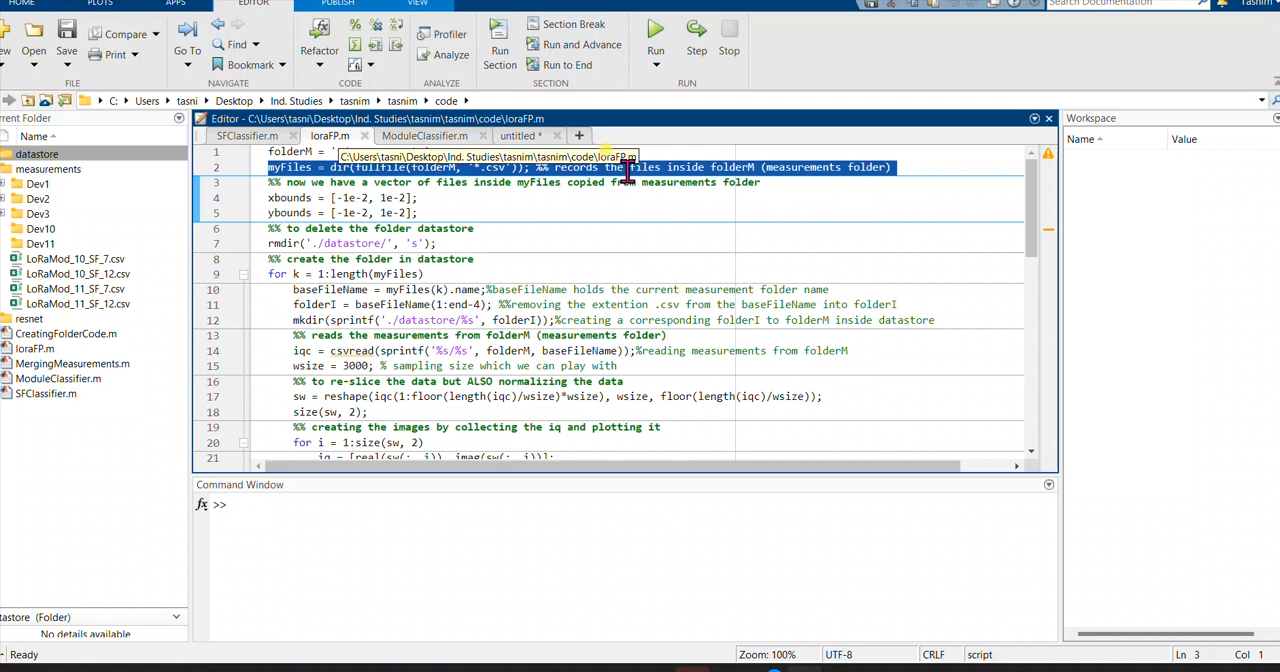 HOME PLOTS APPS EDITOR PUBLISH VIEW Search Documentation Tashnim
Open Save Compare Print Go To Find Bookmark Refactor Profiler Analyze Run Section Section Break Run and Advance Run to End Run Step Stop
FILE NAVIGATE CODE ANALYZE SECTION RUN
C: Users tasni Desktop Ind. Studies tasnim tasnim code
Editor - C:\Users\tasni\Desktop\Ind. Studies\tasnim\tasnim\code\loraFP.m
Workspace
Name Value
SFClassifier.m loraFP.m ModuleClassifier.m untitled *
C:\Users\tasni\Desktop\Ind. Studies\tasnim\tasnim\code\loraFP.m
Name
datastore
measurements
Dev1
Dev2
Dev3
Dev10
Dev11
LoRaMod_10_SF_7.csv
LoRaMod_10_SF_12.csv
LoRaMod_11_SF_7.csv
LoRaMod_11_SF_12.csv
resnet
CreatingFolderCode.m
loraFP.m
MergingMeasurements.m
ModuleClassifier.m
SFClassifier.m
1 folderM = '
2 myFiles = dir(fullfile(folderM, '*.csv')); %% records the files inside folderM (measurements folder)
3 %% now we have a vector of files inside myFiles copied from measurements folder
4 xbounds = [-1e-2, 1e-2];
5 ybounds = [-1e-2, 1e-2];
6 %% to delete the folder datastore
7 rmdir('./datastore/', 's');
8 %% create the folder in datastore
9 for k = 1:length(myFiles)
10 baseFileName = myFiles(k).name;%baseFileName holds the current measurement folder name
11 folderI = baseFileName(1:end-4); %%removing the extention .csv from the baseFileName into folderI
12 mkdir(sprintf('./datastore/%s', folderI));%creating a corresponding folderI to folderM inside datastore
13 %% reads the measurements from folderM (measurements folder)
14 iqc = csvread(sprintf('%s/%s', folderM, baseFileName));%reading measurements from folderM
15 wsize = 3000; % sampling size which we can play with
16 %% to re-slice the data but ALSO normalizing the data
17 sw = reshape(iqc(1:floor(length(iqc)/wsize)*wsize), wsize, floor(length(iqc)/wsize));
18 size(sw, 2);
19 %% creating the images by collecting the iq and plotting it
20 for i = 1:size(sw, 2)
21 iq = [real(sw(:, i)), imag(sw(:, i))];
Command Window
fx >>
(Folder)
No details available
Ready Zoom: 100% UTF-8 CRLF script Ln 3 Col 1